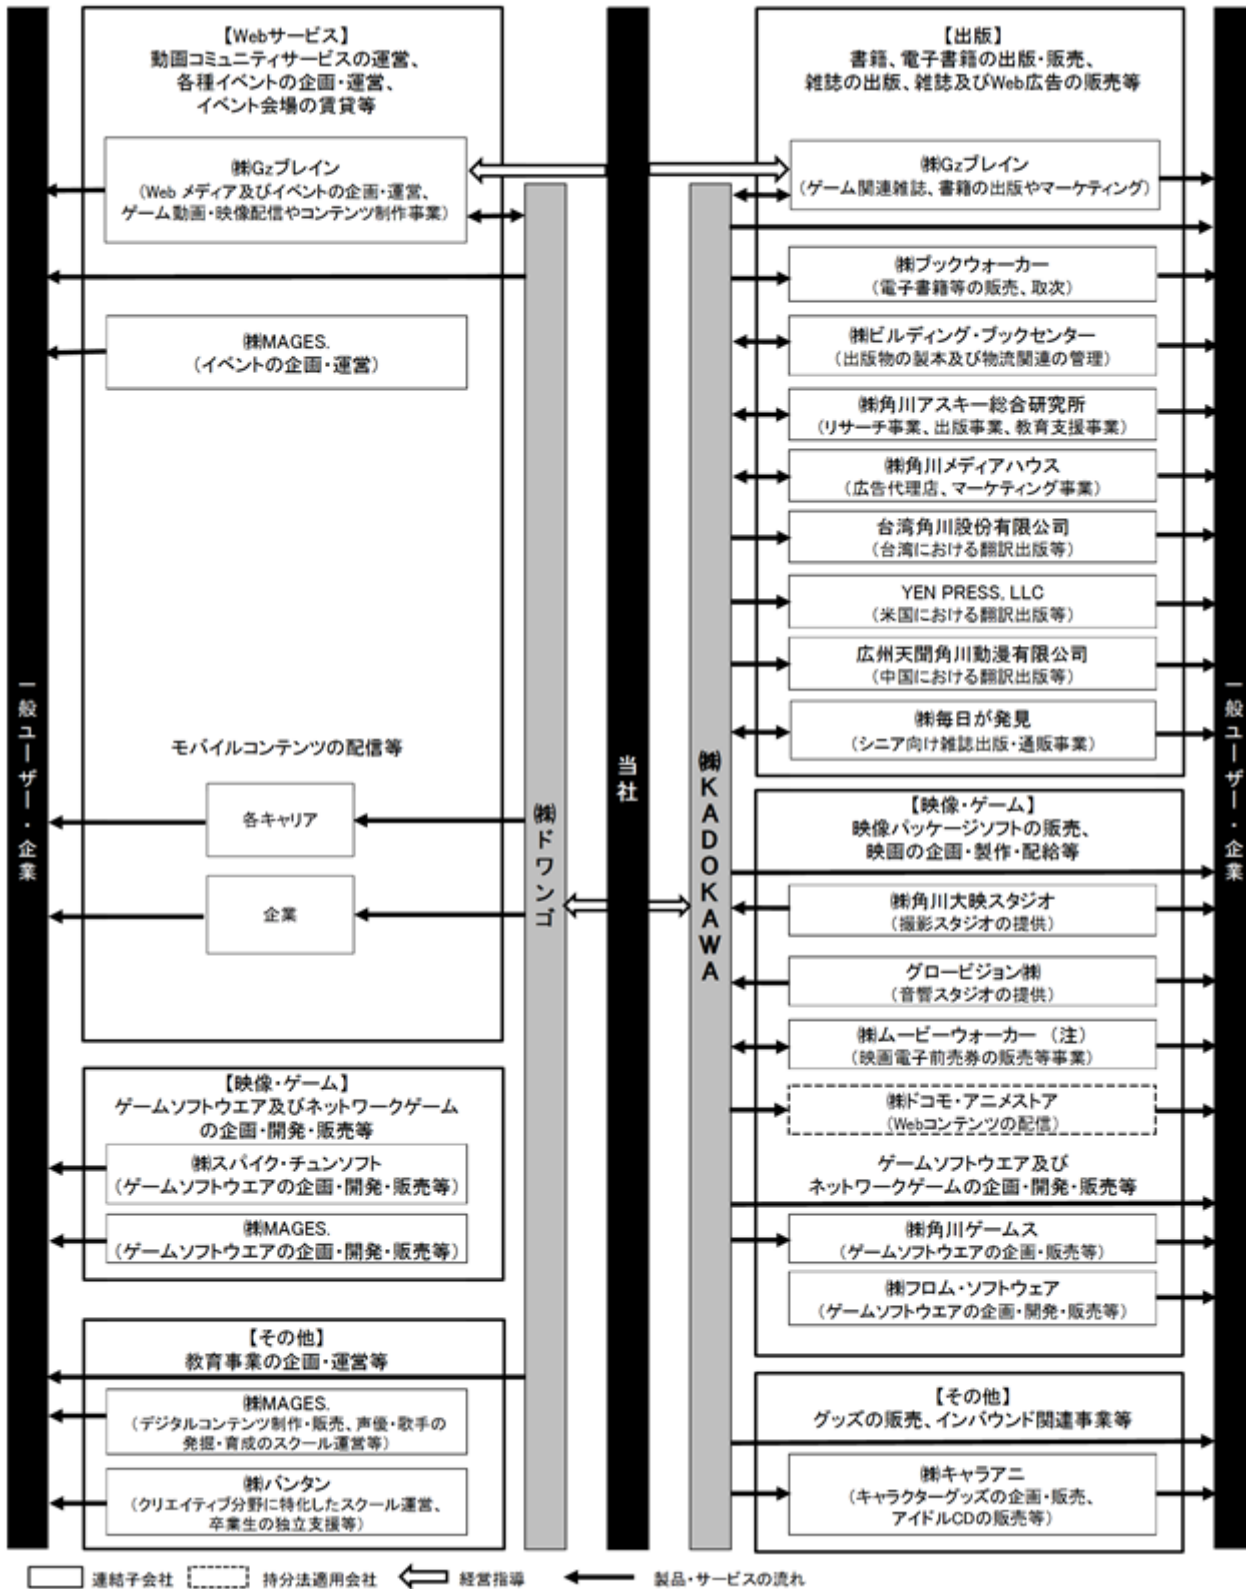 【Webサービス】
動画コミュニティサービスの運営、
各種イベントの企画・運営、
イベント会場の賃貸等
㈱Gzブレイン
（Web メディア及びイベントの企画・運営、
ゲーム動画・映像配信やコンテンツ制作事業）
㈱MAGES.
（イベントの企画・運営）
モバイルコンテンツの配信等
各キャリア
企業
【映像・ゲーム】
ゲームソフトウエア及びネットワークゲーム
の企画・開発・販売等
㈱スパイク・チュンソフト
（ゲームソフトウエアの企画・開発・販売等）
㈱MAGES.
（ゲームソフトウエアの企画・開発・販売等）
【その他】
教育事業の企画・運営等
㈱MAGES.
（デジタルコンテンツ制作・販売、声優・歌手の
発掘・育成のスクール運営等）
㈱バンタン
（クリエイティブ分野に特化したスクール運営、
卒業生の独立支援等）
一般ユーザー・企業
㈱ドワンゴ
当社
㈱KADOKAWA
【出版】
書籍、電子書籍の出版・販売、
雑誌の出版、雑誌及びWeb広告の販売等
㈱Gzブレイン
（ゲーム関連雑誌、書籍の出版やマーケティング）
㈱ブックウォーカー
（電子書籍等の販売、取次）
㈱ビルディング・ブックセンター
（出版物の製本及び物流関連の管理）
㈱角川アスキー総合研究所
（リサーチ事業、出版事業、教育支援事業）
㈱角川メディアハウス
（広告代理店、マーケティング事業）
台湾角川股份有限公司
（台湾における翻訳出版等）
YEN PRESS, LLC
（米国における翻訳出版等）
広州天聞角川動漫有限公司
（中国における翻訳出版等）
㈱毎日が発見
（シニア向け雑誌出版・通販事業）
【映像・ゲーム】
映像パッケージソフトの販売、
映画の企画・製作・配給等
㈱角川大映スタジオ
（撮影スタジオの提供）
グロービジョン㈱
（音響スタジオの提供）
㈱ムービーウォーカー （注）
（映画電子前売券の販売等事業）
㈱ドコモ・アニメストア
（Webコンテンツの配信）
ゲームソフトウエア及び
ネットワークゲームの企画・開発・販売等
㈱角川ゲームス
（ゲームソフトウエアの企画・販売等）
㈱フロム・ソフトウェア
（ゲームソフトウエアの企画・開発・販売等）
【その他】
グッズの販売、インバウンド関連事業等
㈱キャラアニ
（キャラクターグッズの企画・販売、
アイドルCDの販売等）
一般ユーザー・企業
連結子会社 持分法適用会社 経営指導 製品・サービスの流れ